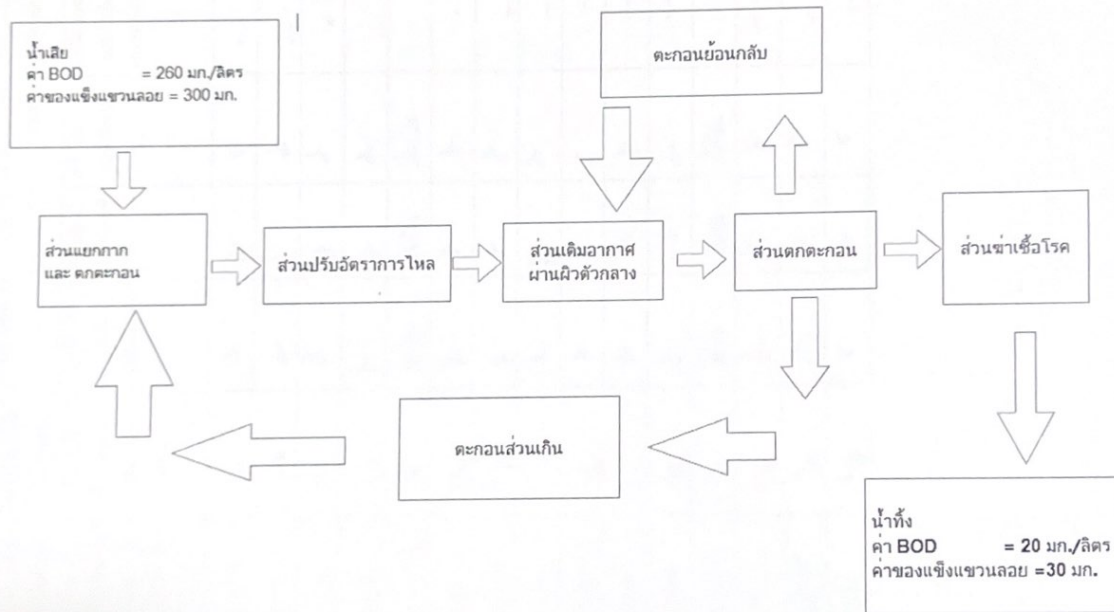 น้ำเสีย
ค่า BOD = 260 มก./ลิตร
ค่าของแข็งแขวนลอย = 300 มก.
ตะกอนย้อนกลับ
ส่วนแยกกาก
และ ตกตะกอน
ส่วนปรับอัตราการไหล
ส่วนเติมอากาศ
ผ่านผิวตัวกลาง
ส่วนตกตะกอน
ส่วนฆ่าเชื้อโรค
ตะกอนส่วนเกิน
น้ำทิ้ง
ค่า BOD = 20 มก./ลิตร
ค่าของแข็งแขวนลอย =30 มก.